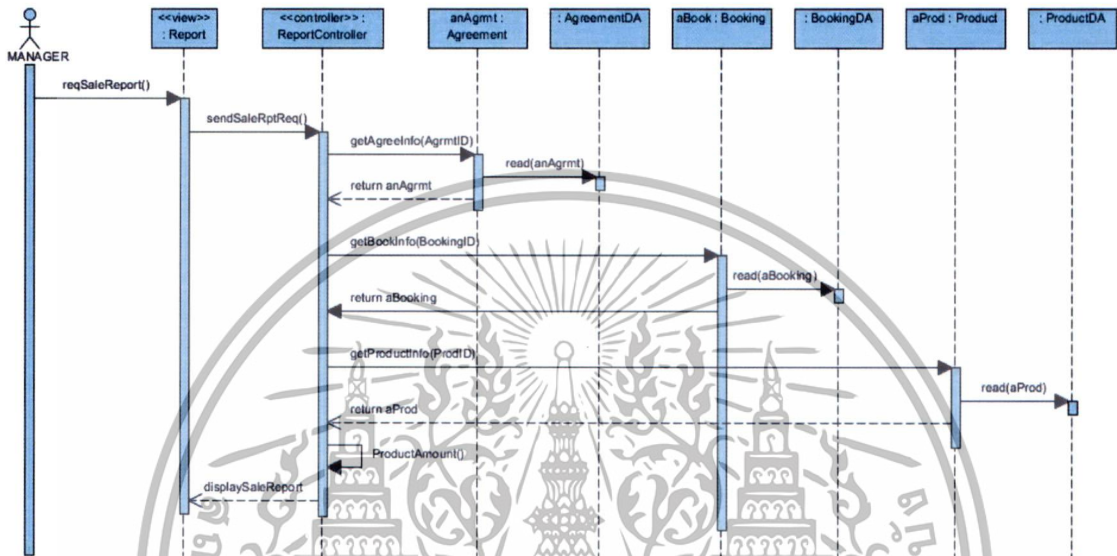 MANAGER
<<view>>
: Report
<<controller>> :
ReportController
anAgrmt :
Agreement
: AgreementDA
aBook : Booking
: BookingDA
aProd : Product
: ProductDA
reqSaleReport()
sendSaleRptReq()
getAgreeInfo(AgrmtID)
read(anAgrmt)
return anAgrmt
getBookInfo(BookingID)
read(aBooking)
return aBooking
getProductInfo(ProdID)
read(aProd)
return aProd
ProductAmount()
displaySaleReport